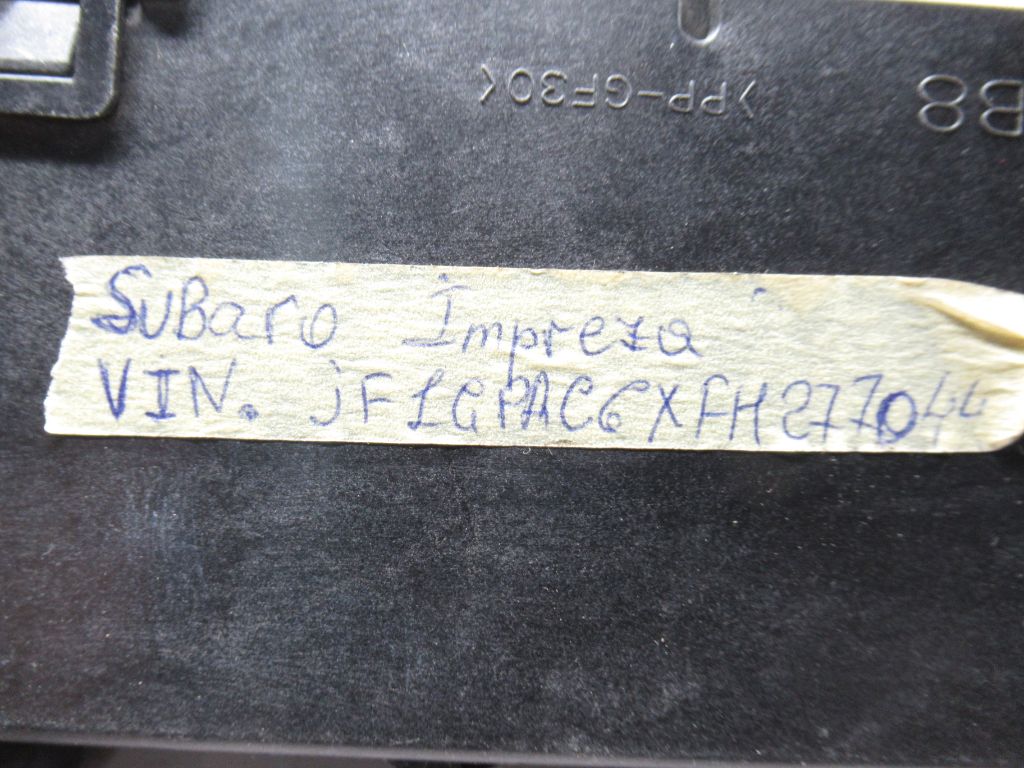 >PP-GF30<
B8
Subaro Impreza
VIN. jF1GPAC6XFH277044